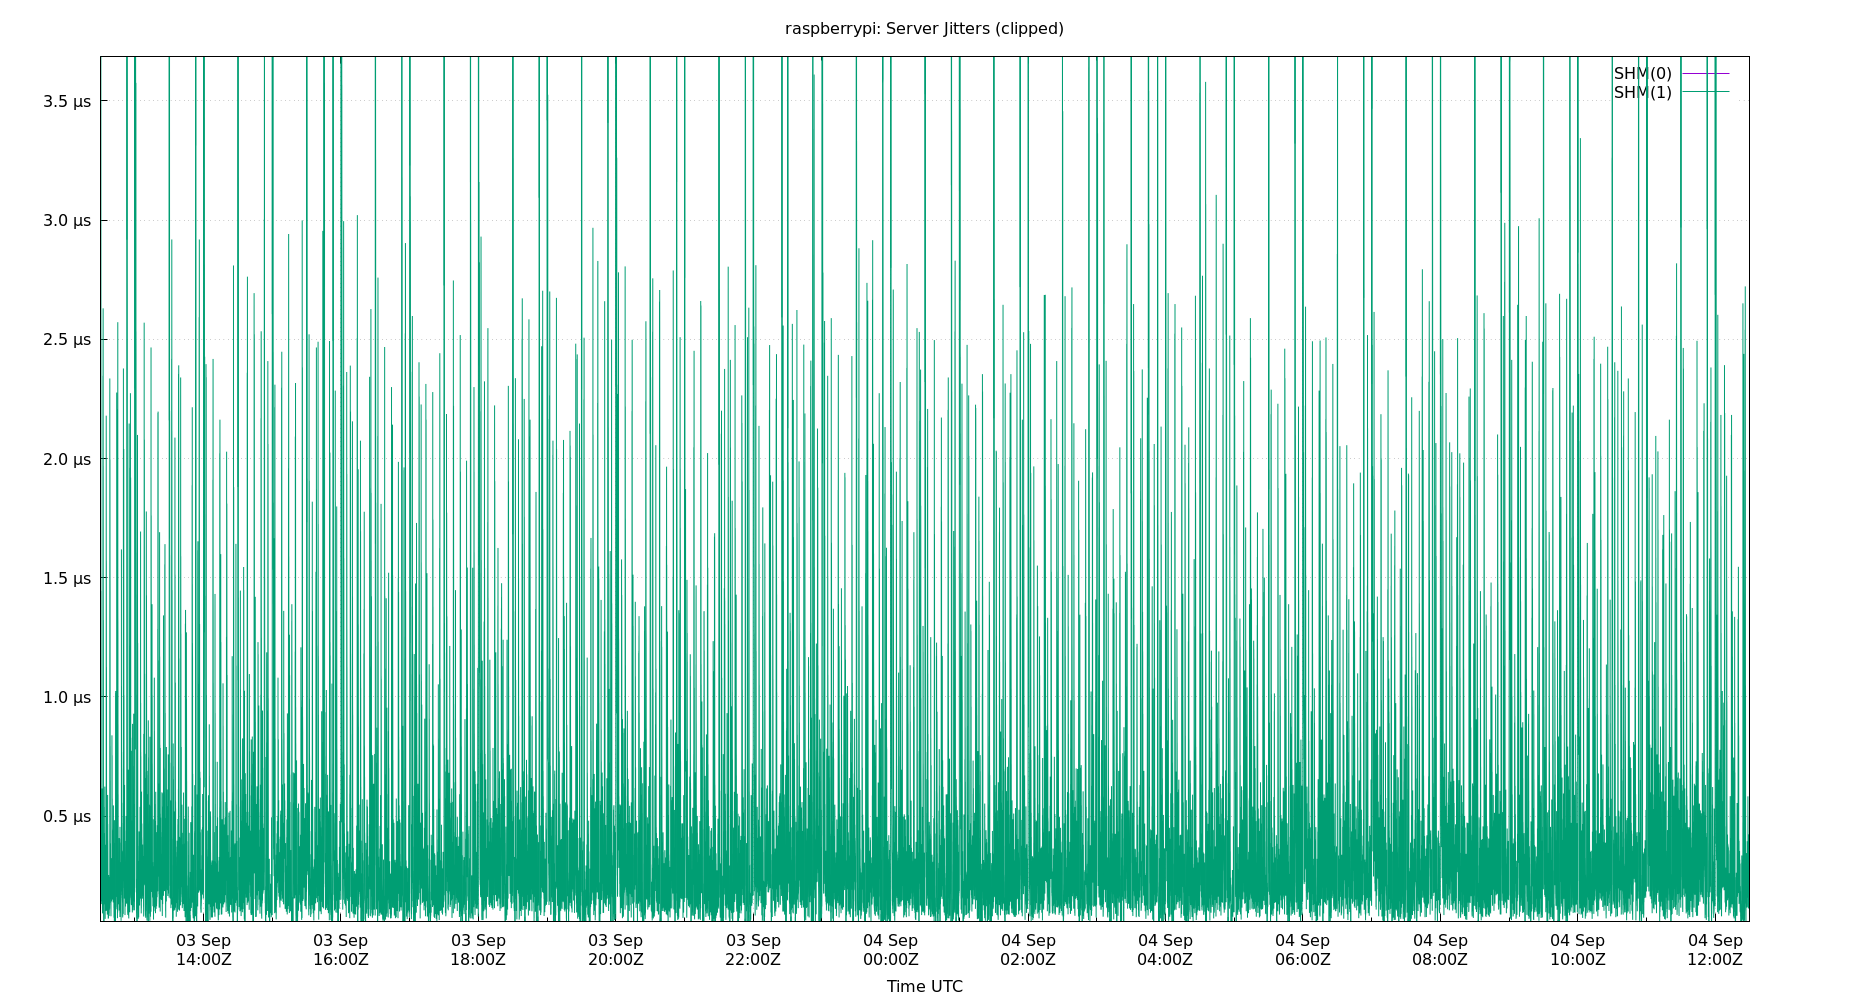 raspberrypi: Server Jitters (clipped)
SHM(0)
SHM(1)
3.5 µs
3.0 µs
2.5 µs
2.0 µs
1.5 µs
1.0 µs
0.5 µs
03 Sep 03 Sep 03 Sep 03 Sep 03 Sep 04 Sep 04 Sep 04 Sep 04 Sep 04 Sep 04 Sep 04 Sep
14:00Z 16:00Z 18:00Z 20:00Z 22:00Z 00:00Z 02:00Z 04:00Z 06:00Z 08:00Z 10:00Z 12:00Z
Time UTC